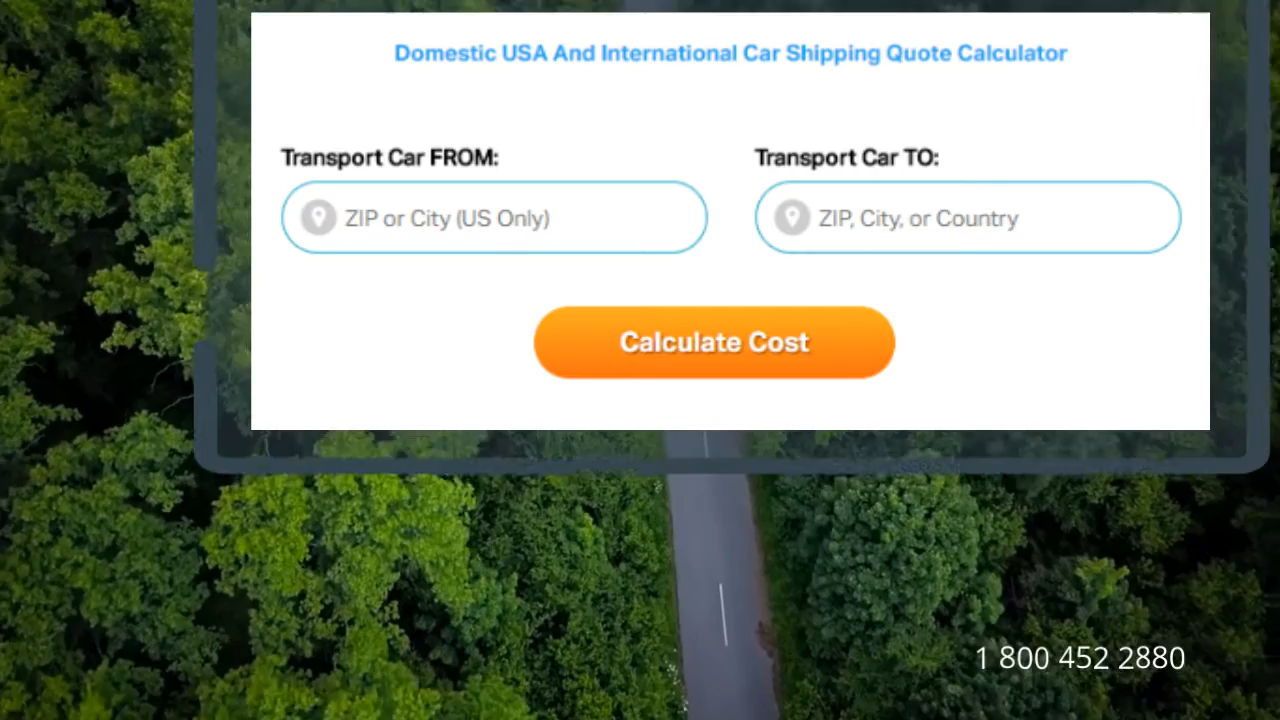 Domestic USA And International Car Shipping Quote Calculator
Transport Car FROM:
Transport Car TO:
ZIP or City (US Only)
ZIP, City, or Country
Calculate Cost
1 800 452 2880